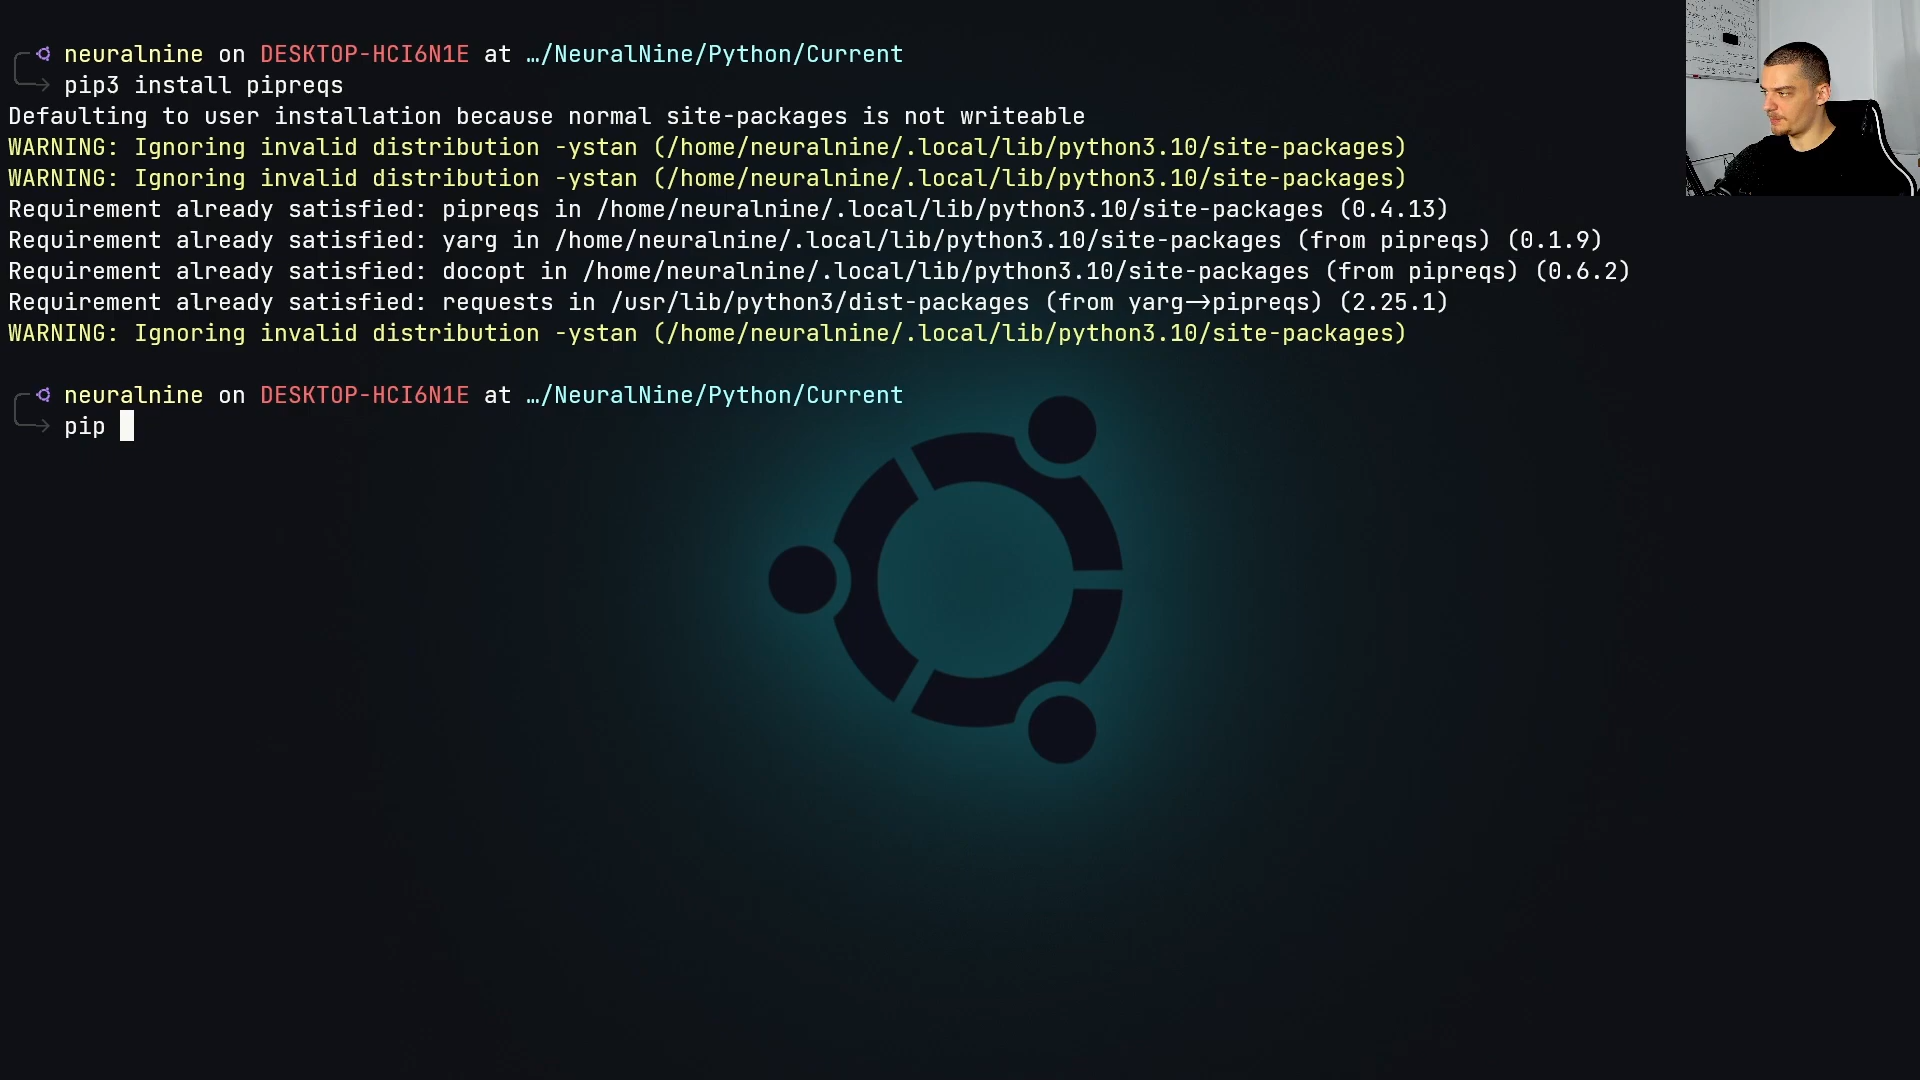 neuralnine on DESKTOP-HCI6N1E at …/NeuralNine/Python/Current
pip3 install pipreqs
Defaulting to user installation because normal site-packages is not writeable
WARNING: Ignoring invalid distribution -ystan (/home/neuralnine/.local/lib/python3.10/site-packages)
WARNING: Ignoring invalid distribution -ystan (/home/neuralnine/.local/lib/python3.10/site-packages)
Requirement already satisfied: pipreqs in /home/neuralnine/.local/lib/python3.10/site-packages (0.4.13)
Requirement already satisfied: yarg in /home/neuralnine/.local/lib/python3.10/site-packages (from pipreqs) (0.1.9)
Requirement already satisfied: docopt in /home/neuralnine/.local/lib/python3.10/site-packages (from pipreqs) (0.6.2)
Requirement already satisfied: requests in /usr/lib/python3/dist-packages (from yarg→pipreqs) (2.25.1)
WARNING: Ignoring invalid distribution -ystan (/home/neuralnine/.local/lib/python3.10/site-packages)
neuralnine on DESKTOP-HCI6N1E at …/NeuralNine/Python/Current
pip